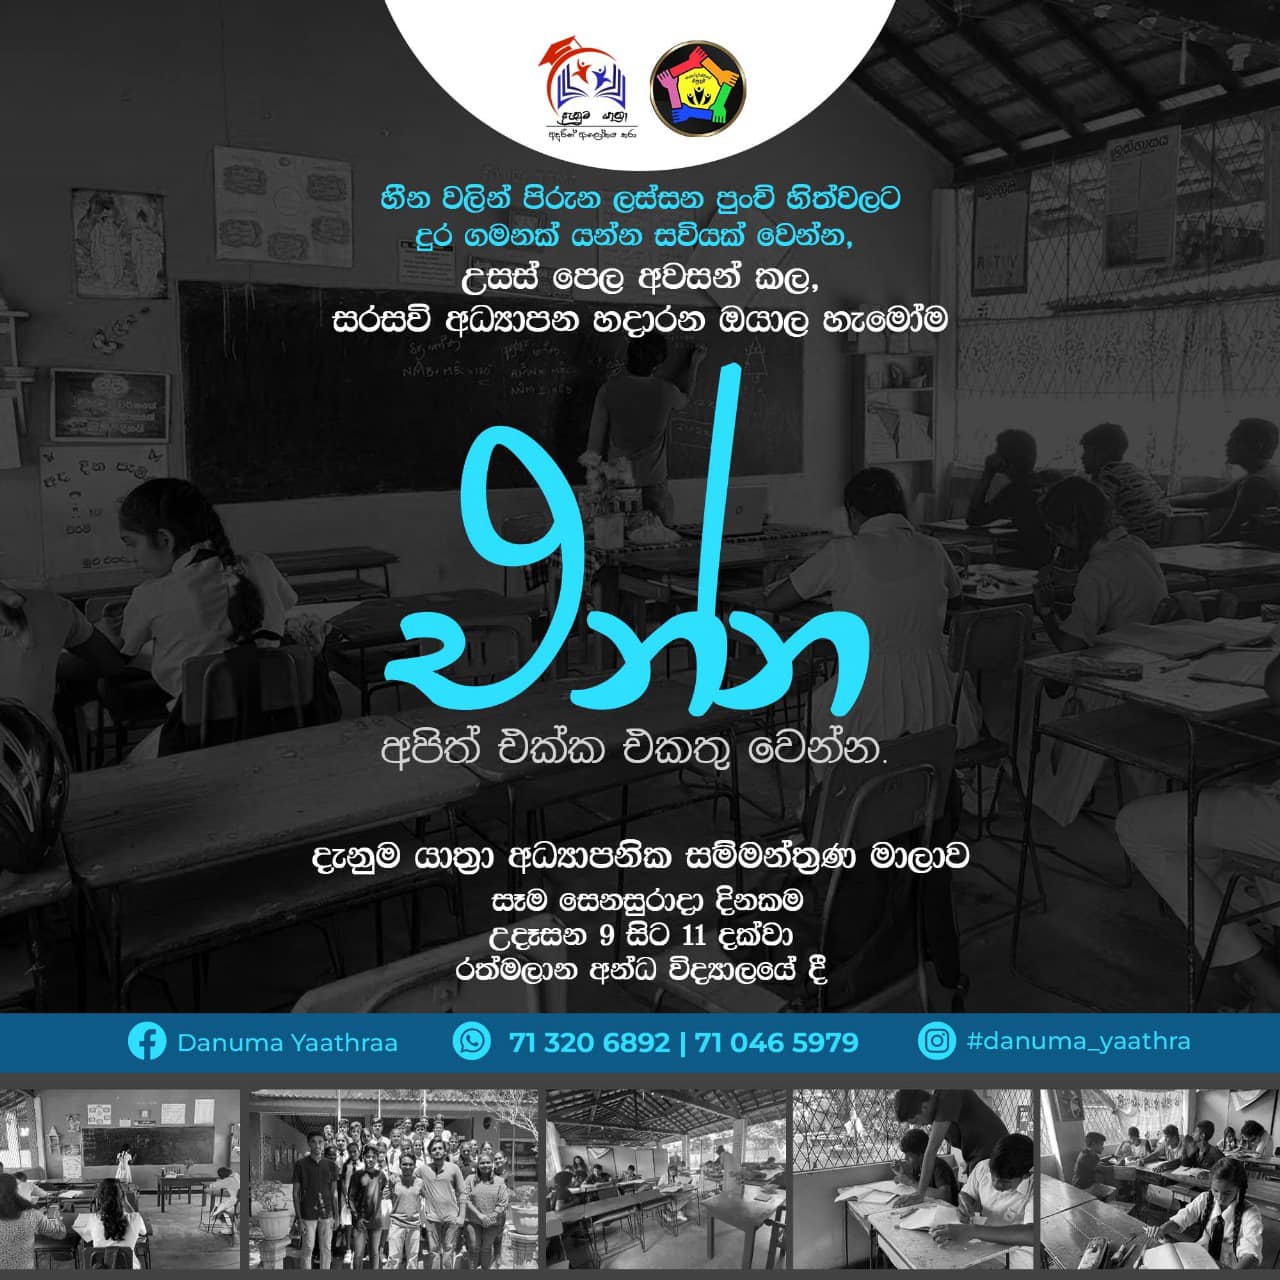 දැනුම යාත්‍රා
හීන වලින් පිරුන ලස්සන පුංචි හිත්වලට
දුර ගමනක් යන්න සවියක් වෙන්න,
උසස් පෙල අවසන් කල,
සරසවි අධ්‍යාපන හදාරන ඔයාල හැමෝම
එන්න
අපිත් එක්ක එකතු වෙන්න.
දැනුම යාත්‍රා අධ්‍යාපනික සම්මන්ත්‍රණ මාලාව
සෑම සෙනසුරාදා දිනකම
උදෑසන 9 සිට 11 දක්වා
රත්මලාන අන්ධ විද්‍යාලයේ දී
Danuma Yaathraa
71 320 6892 | 71 046 5979
#danuma_yaathra